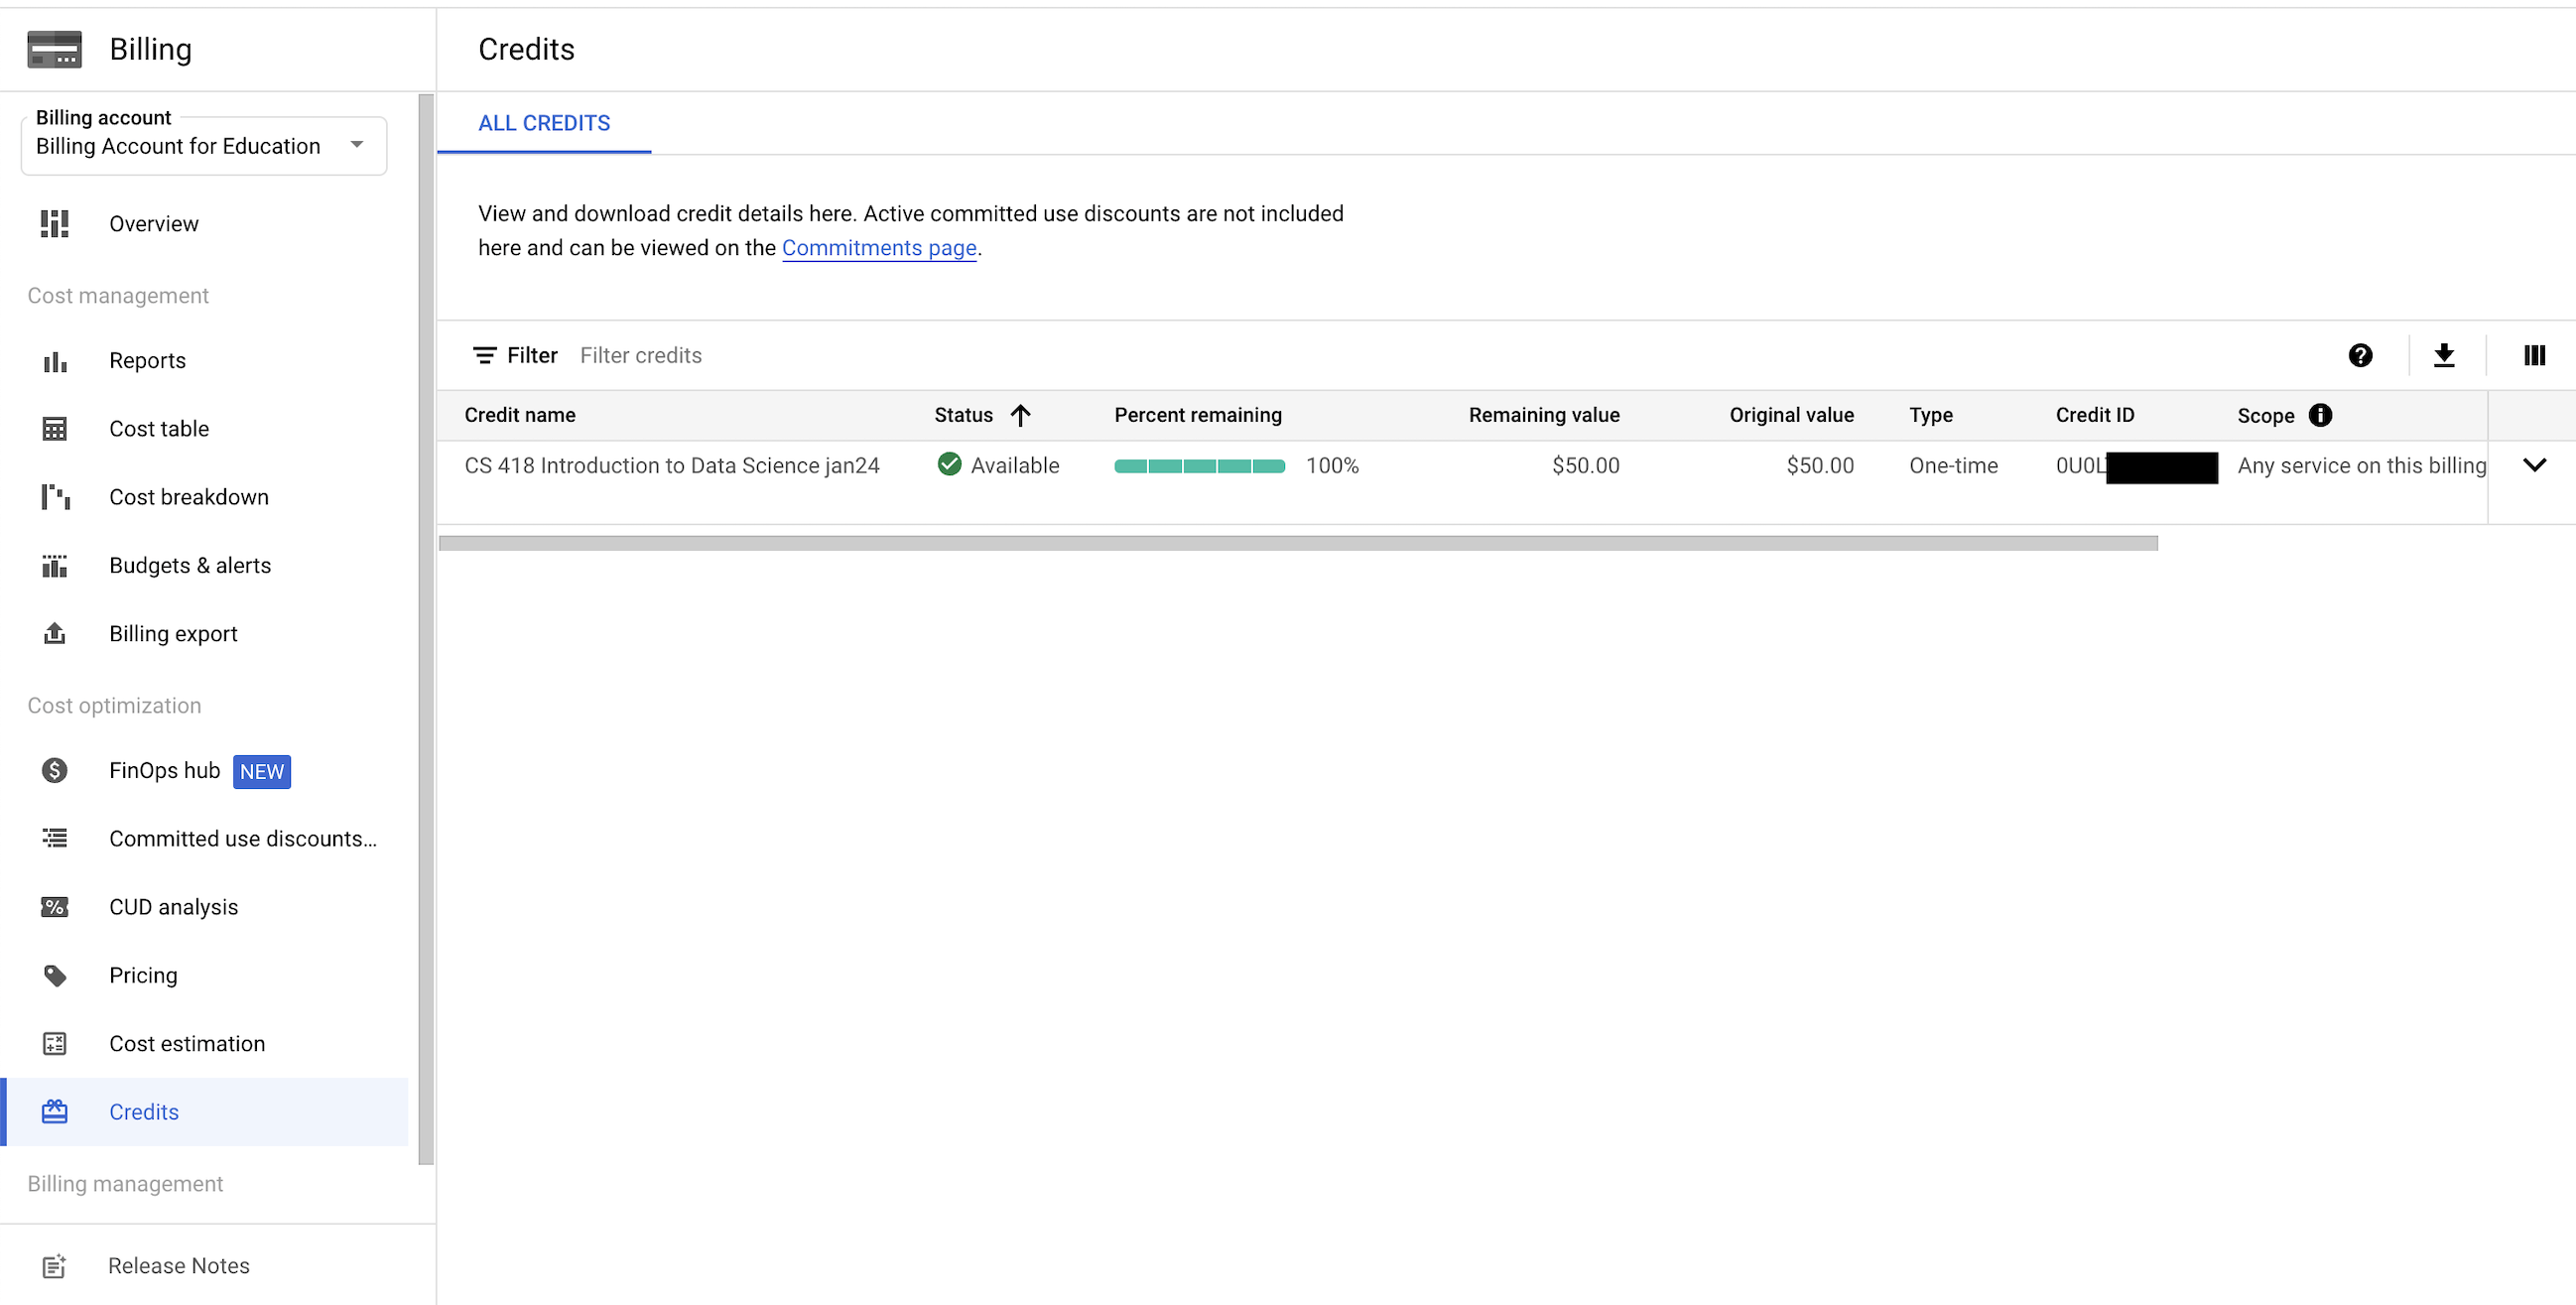 Billing
Billing account
Billing Account for Education
Overview
Cost management
Reports
Cost table
Cost breakdown
Budgets & alerts
Billing export
Cost optimization
FinOps hub NEW
Committed use discounts...
CUD analysis
Pricing
Cost estimation
Credits
Billing management
Release Notes
Credits
ALL CREDITS
View and download credit details here. Active committed use discounts are not included
here and can be viewed on the Commitments page.
Filter Filter credits
Credit name Status Percent remaining Remaining value Original value Type Credit ID Scope
CS 418 Introduction to Data Science jan24 Available 100% $50.00 $50.00 One-time Any service on this billing